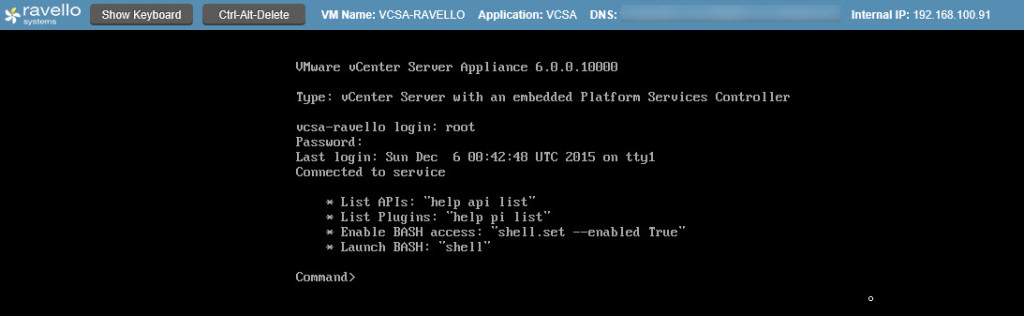 ravello systems Show Keyboard Ctrl-Alt-Delete VM Name: VCSA-RAVELLO Application: VCSA DNS: Internal IP: 192.168.100.91
VMware vCenter Server Appliance 6.0.0.10000
Type: vCenter Server with an embedded Platform Services Controller
vcsa-ravello login: root
Password:
Last login: Sun Dec  6 00:42:48 UTC 2015 on tty1
Connected to service
* List APIs: "help api list"
* List Plugins: "help pi list"
* Enable BASH access: "shell.set --enabled True"
* Launch BASH: "shell"
Command>